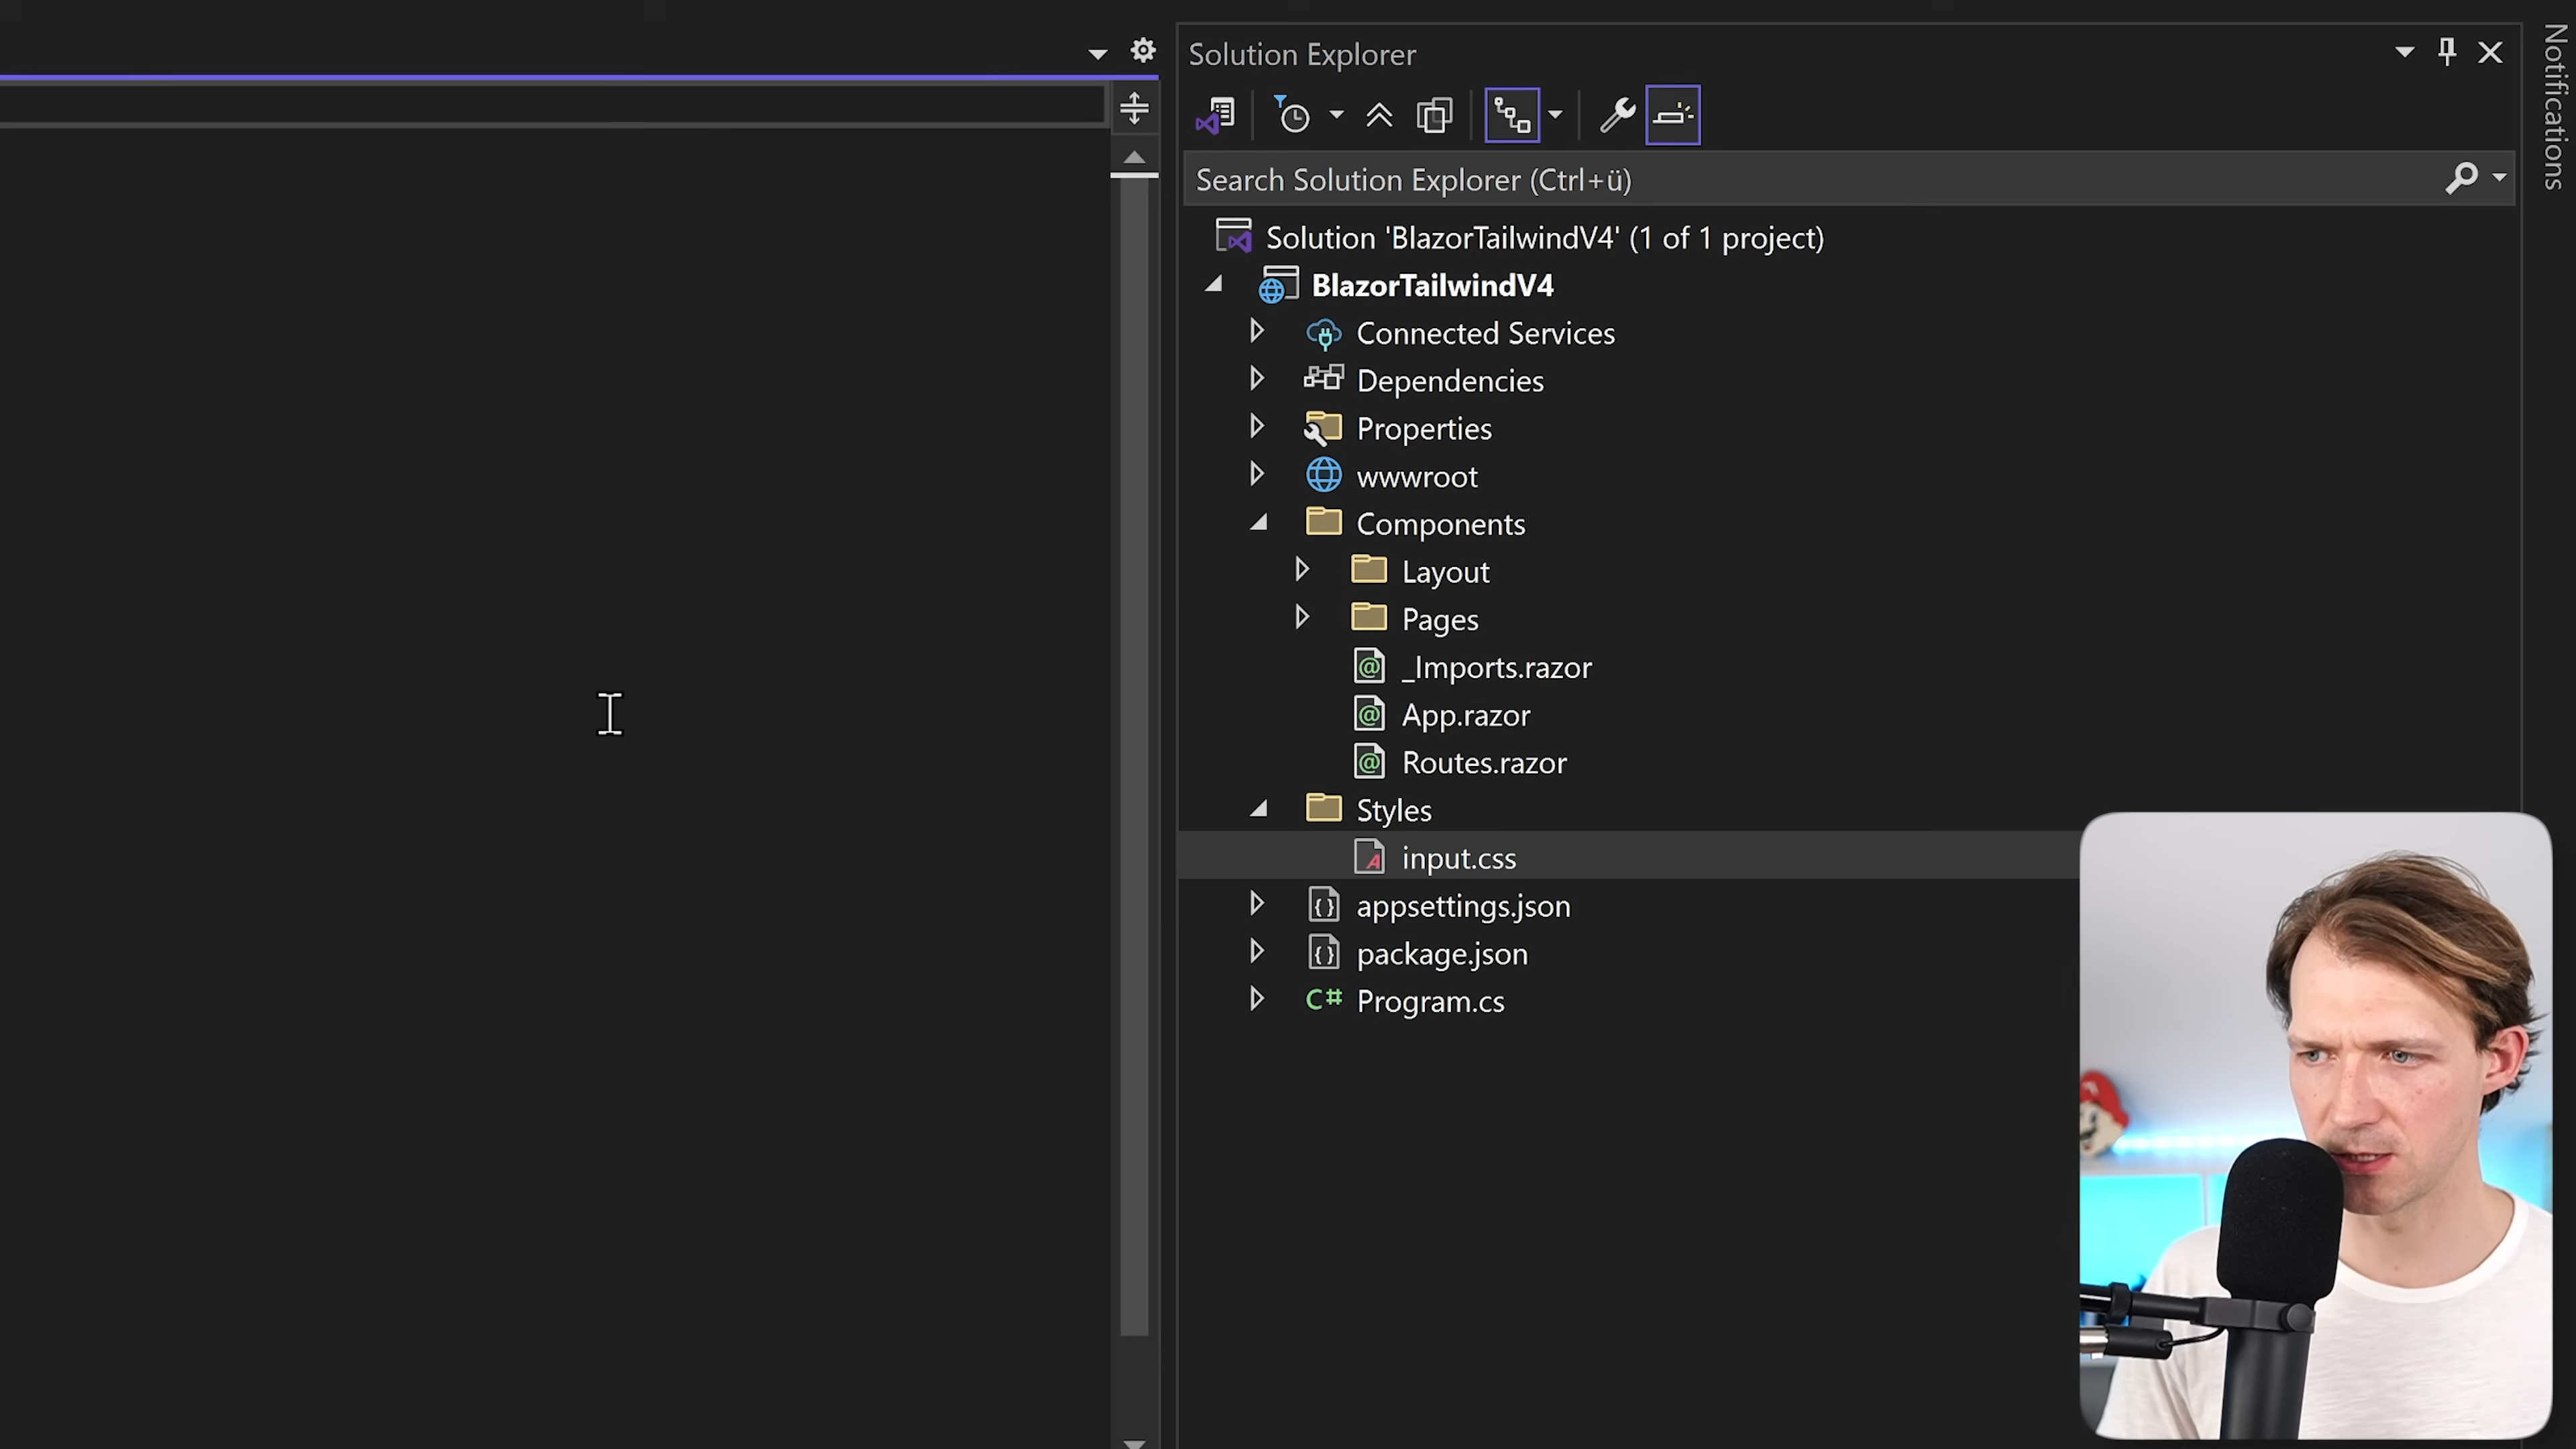 Solution Explorer
Notifications
Search Solution Explorer (Ctrl+ü)
Solution 'BlazorTailwindV4' (1 of 1 project)
BlazorTailwindV4
Connected Services
Dependencies
Properties
wwwroot
Components
Layout
Pages
_Imports.razor
App.razor
Routes.razor
Styles
input.css
appsettings.json
package.json
C# Program.cs